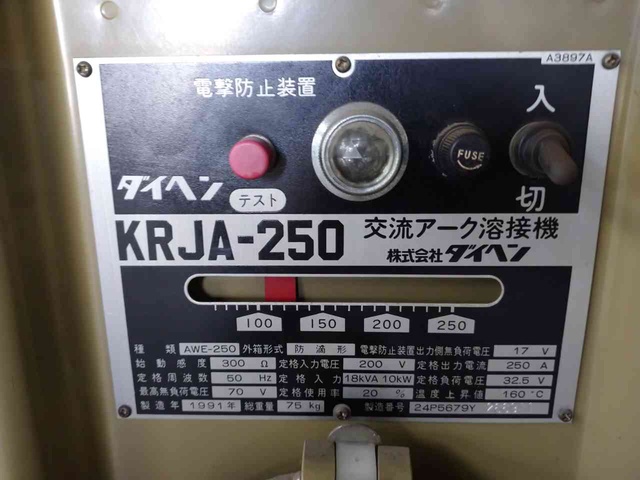 A3897A
電撃防止装置
入
FUSE
ダイヘン
テスト
切
KRJA-250 交流アーク溶接機
株式会社ダイヘン
100 150 200 250
種類 AWE-250 外箱形式 防滴形 電撃防止装置出力側無負荷電圧 17 V
始動感度 300 Ω 定格入力電圧 200 V 定格出力電流 250 A
定格周波数 50 Hz 定格入力 18kVA 10kW 定格負荷電圧 32.5 V
最高無負荷電圧 70 V 定格使用率 20 % 温度上昇値 160 ℃
製造年 1991年 総重量 75 kg 製造番号 24P5679Y